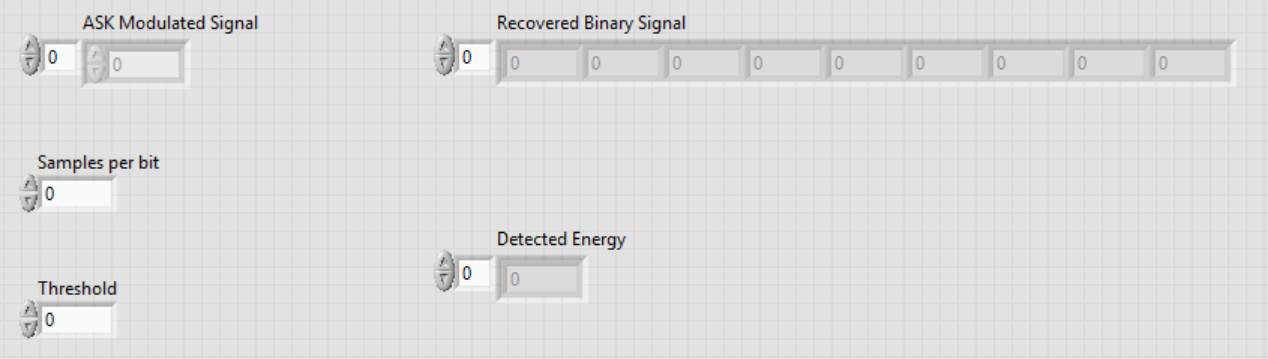 ASK Modulated Signal
0 0
Recovered Binary Signal
0 0 0 0 0 0 0 0 0 0
Samples per bit
0
Detected Energy
0 0
Threshold
0